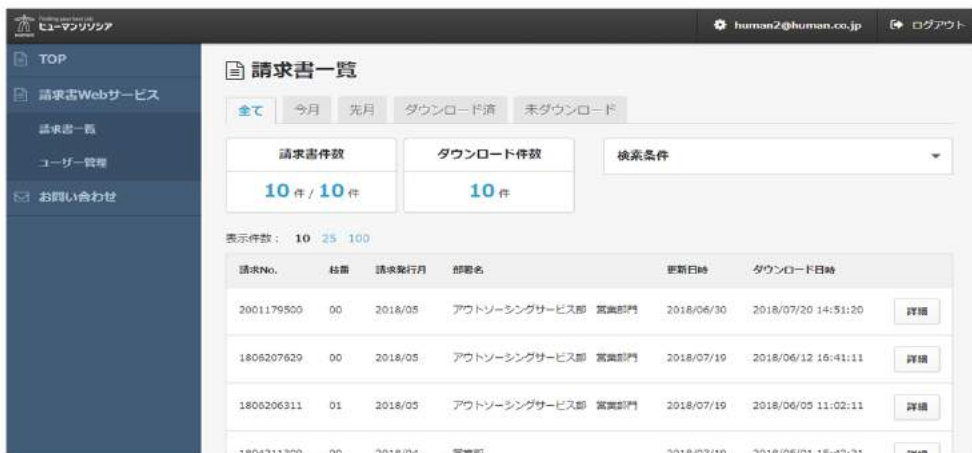 Finding your best job
ヒューマンリソシア
human2@human.co.jp
ログアウト
TOP
請求書Webサービス
請求書一覧
ユーザー管理
お問い合わせ
請求書一覧
全て 今月 先月 ダウンロード済 未ダウンロード
請求書件数
10 件 / 10 件
ダウンロード件数
10 件
検索条件
表示件数： 10 25 100
請求No. 枝番 請求発行月 部署名 更新日時 ダウンロード日時
2001179500 00 2018/05 アウトソーシングサービス部 営業部門 2018/06/30 2018/07/20 14:51:20 詳細
1806207629 00 2018/05 アウトソーシングサービス部 営業部門 2018/07/19 2018/06/12 16:41:11 詳細
1806206311 01 2018/05 アウトソーシングサービス部 営業部門 2018/07/19 2018/06/05 11:02:11 詳細